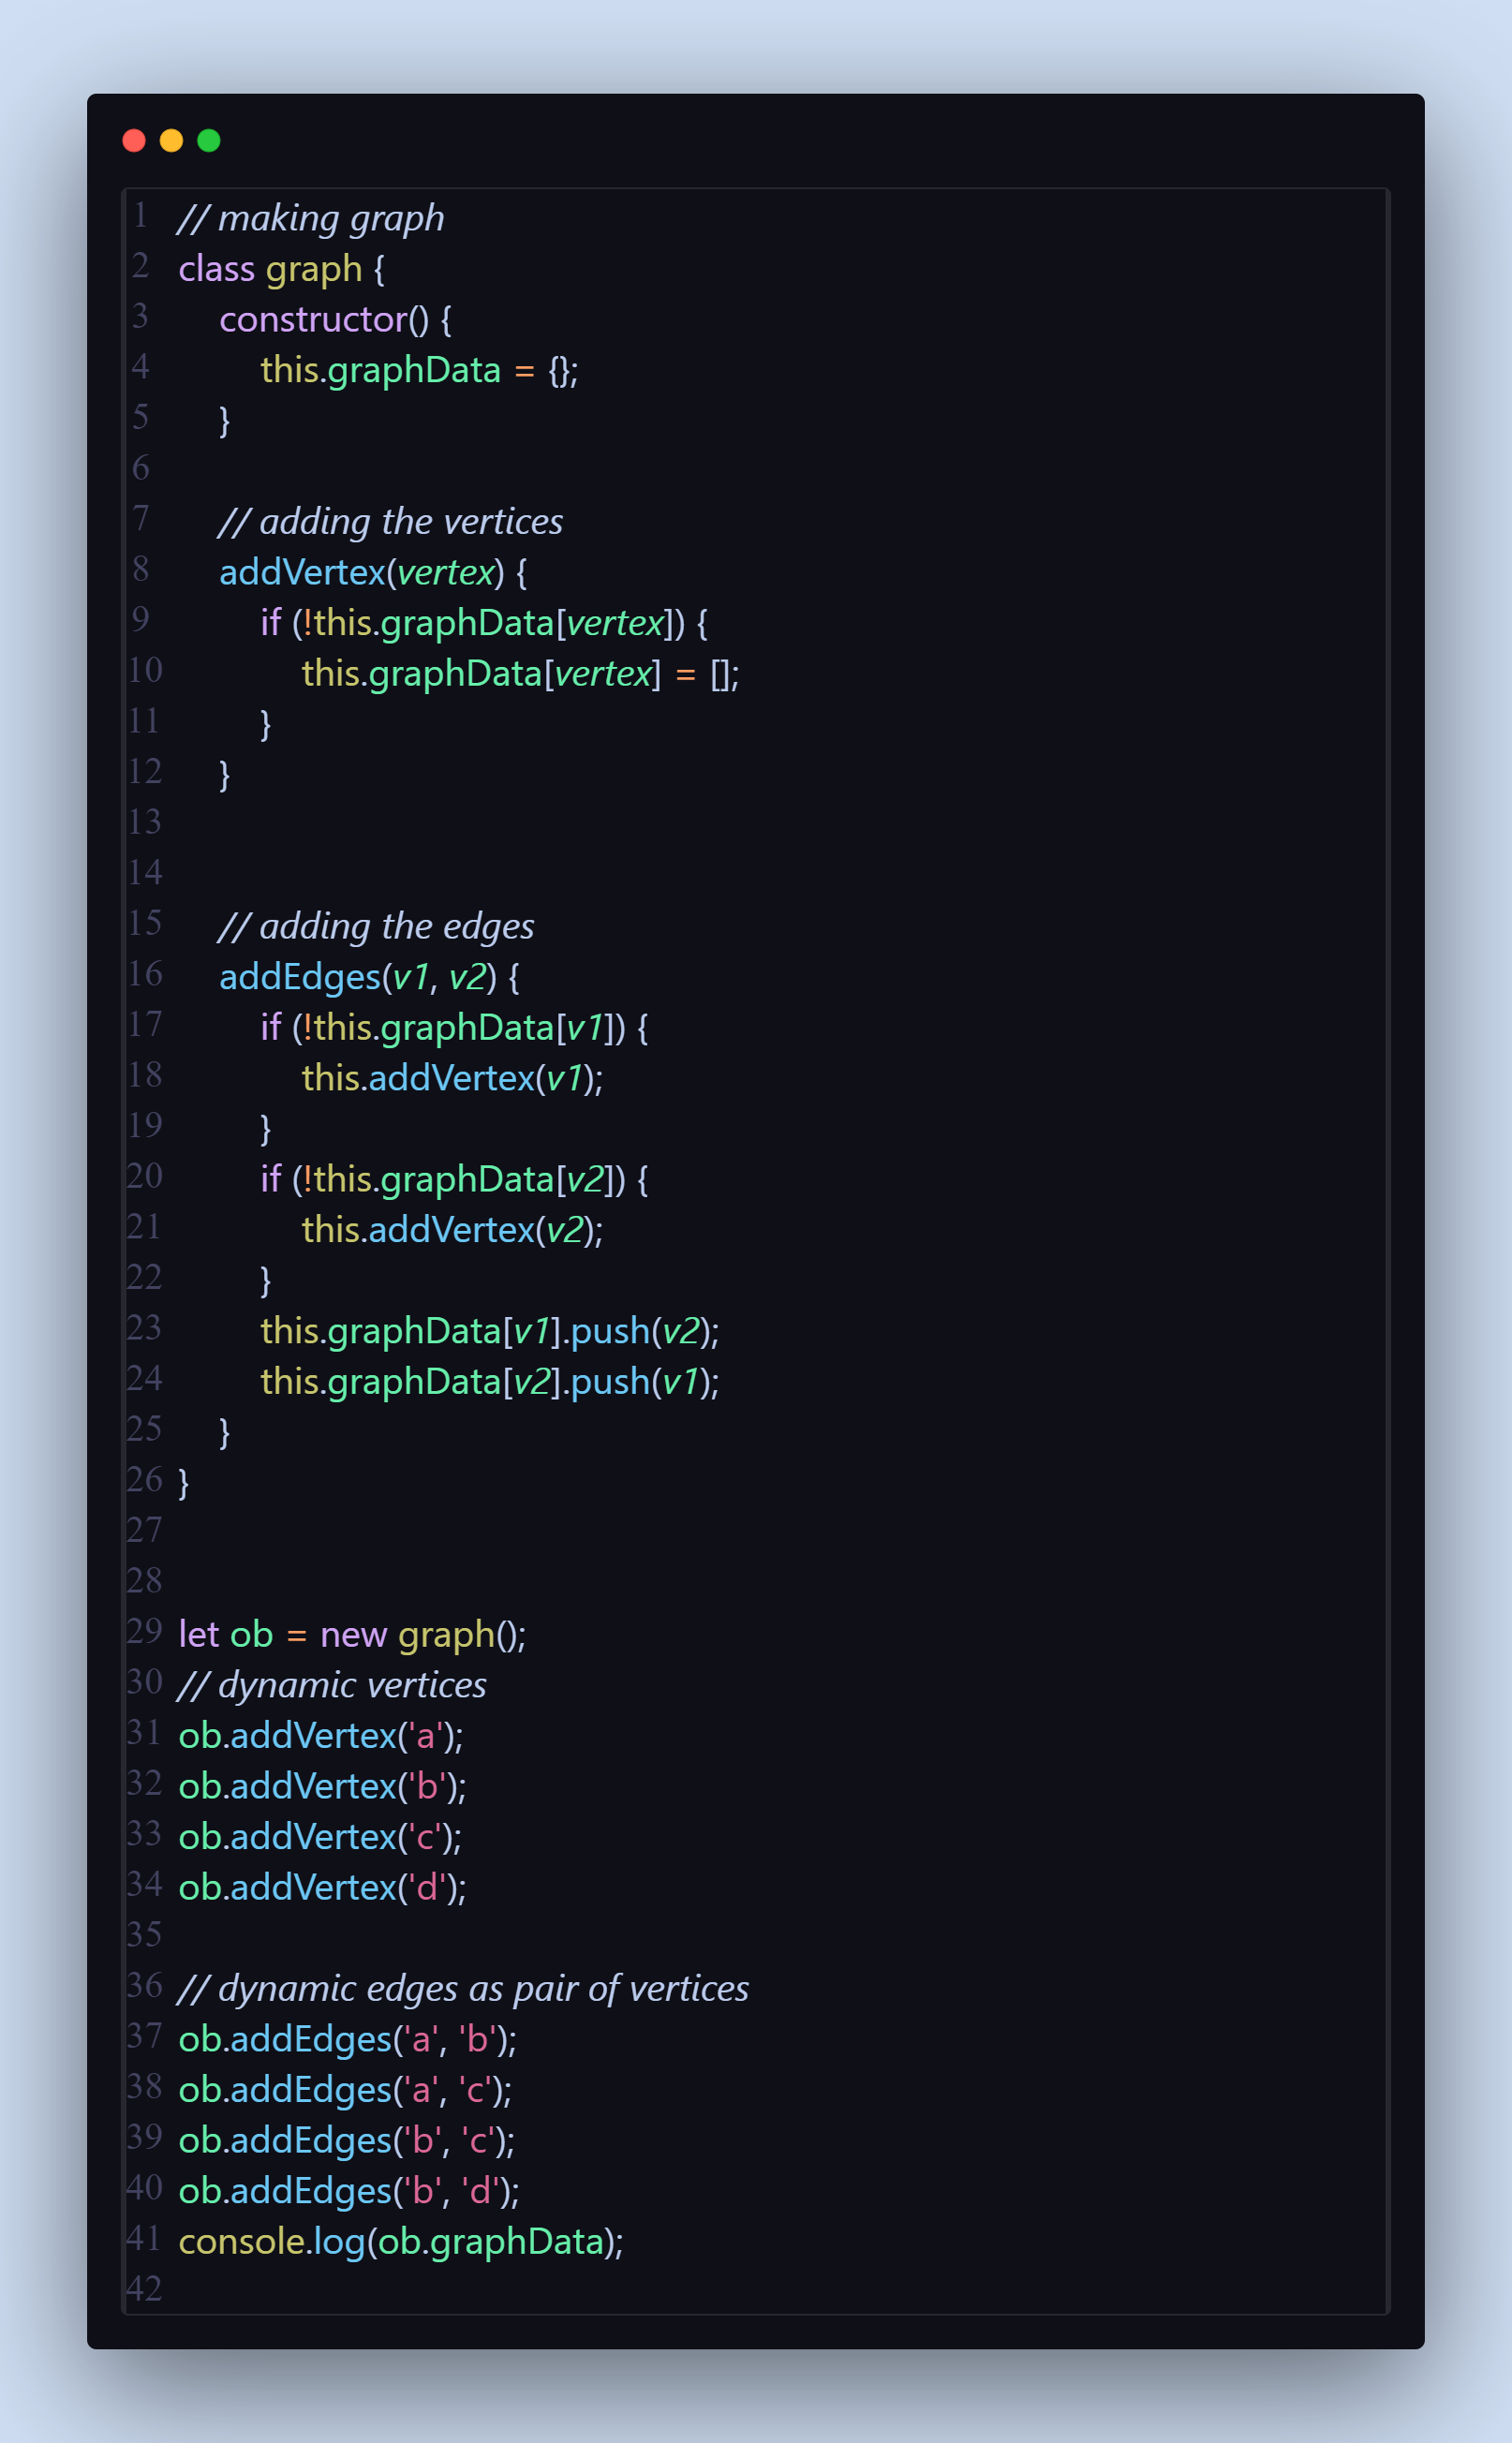 1 // making graph
2 class graph {
3     constructor() {
4         this.graphData = {};
5     }
6
7     // adding the vertices
8     addVertex(vertex) {
9         if (!this.graphData[vertex]) {
10             this.graphData[vertex] = [];
11         }
12     }
13
14
15     // adding the edges
16     addEdges(v1, v2) {
17         if (!this.graphData[v1]) {
18             this.addVertex(v1);
19         }
20         if (!this.graphData[v2]) {
21             this.addVertex(v2);
22         }
23         this.graphData[v1].push(v2);
24         this.graphData[v2].push(v1);
25     }
26 }
27
28
29 let ob = new graph();
30 // dynamic vertices
31 ob.addVertex('a');
32 ob.addVertex('b');
33 ob.addVertex('c');
34 ob.addVertex('d');
35
36 // dynamic edges as pair of vertices
37 ob.addEdges('a', 'b');
38 ob.addEdges('a', 'c');
39 ob.addEdges('b', 'c');
40 ob.addEdges('b', 'd');
41 console.log(ob.graphData);
42